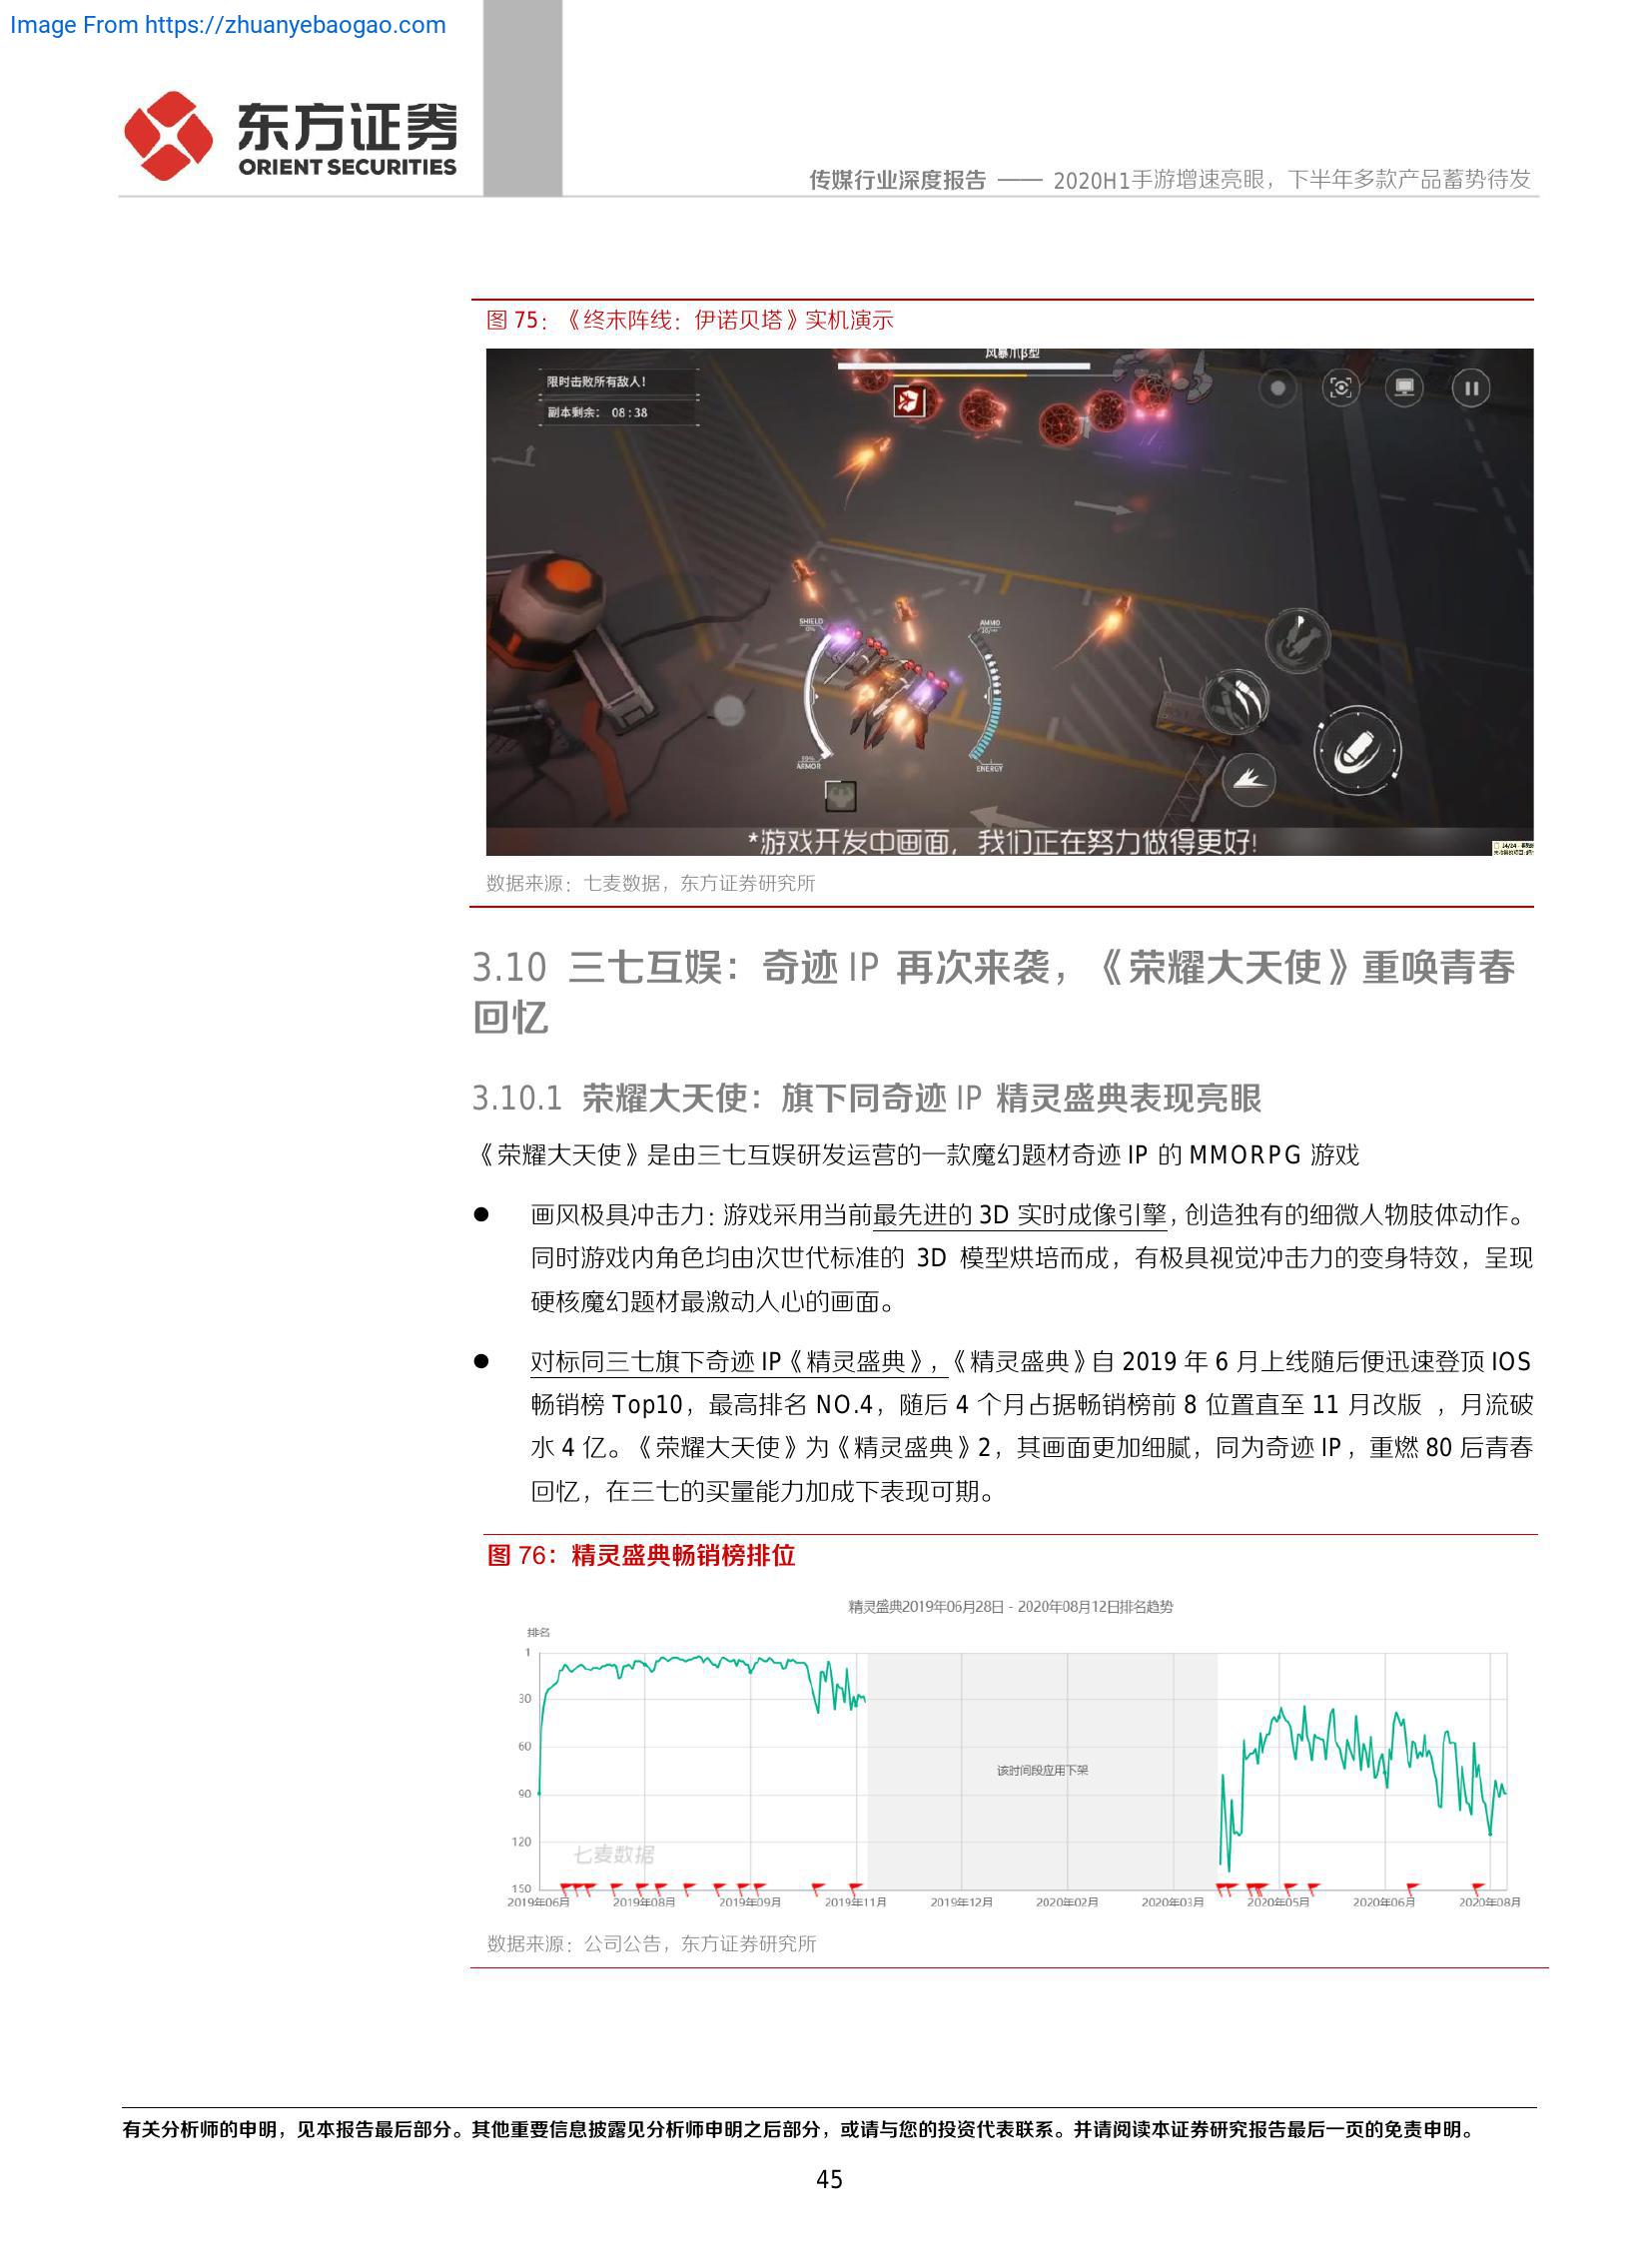 Image From https://zhuanyebaogao.com
东方证券
ORIENT SECURITIES
传媒行业深度报告 —— 2020H1手游增速亮眼，下半年多款产品蓄势待发
图 75：《终末阵线：伊诺贝塔》实机演示
风暴爪β型
限时击败所有敌人！
副本剩余： 08:38
SHIELD
0%
AMMO
ARMOR
ENERGY
*游戏开发中画面，我们正在努力做得更好!
数据来源：七麦数据，东方证券研究所
3.10 三七互娱：奇迹 IP 再次来袭，《荣耀大天使》重唤青春
回忆
3.10.1 荣耀大天使：旗下同奇迹 IP 精灵盛典表现亮眼
《荣耀大天使》是由三七互娱研发运营的一款魔幻题材奇迹 IP 的 MMORPG 游戏
● 画风极具冲击力：游戏采用当前最先进的 3D 实时成像引擎，创造独有的细微人物肢体动作。
同时游戏内角色均由次世代标准的 3D 模型烘培而成，有极具视觉冲击力的变身特效，呈现
硬核魔幻题材最激动人心的画面。
● 对标同三七旗下奇迹 IP《精灵盛典》，《精灵盛典》自 2019 年 6 月上线随后便迅速登顶 IOS
畅销榜 Top10，最高排名 NO.4，随后 4 个月占据畅销榜前 8 位置直至 11 月改版 ，月流破
水 4 亿。《荣耀大天使》为《精灵盛典》2，其画面更加细腻，同为奇迹 IP，重燃 80 后青春
回忆，在三七的买量能力加成下表现可期。
图 76：精灵盛典畅销榜排位
精灵盛典2019年06月28日 - 2020年08月12日排名趋势
排名
1
30
60
90
120
150
该时间段应用下架
七麦数据
2019年06月 2019年08月 2019年09月 2019年11月 2019年12月 2020年02月 2020年03月 2020年05月 2020年06月 2020年08月
数据来源：公司公告，东方证券研究所
有关分析师的申明，见本报告最后部分。其他重要信息披露见分析师申明之后部分，或请与您的投资代表联系。并请阅读本证券研究报告最后一页的免责申明。
45